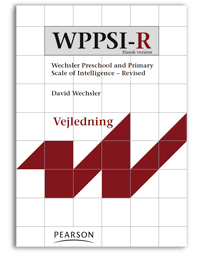 WPPSI-R
Dansk version
Wechsler Preschool and Primary
Scale of Intelligence – Revised
David Wechsler
Vejledning
PEARSON